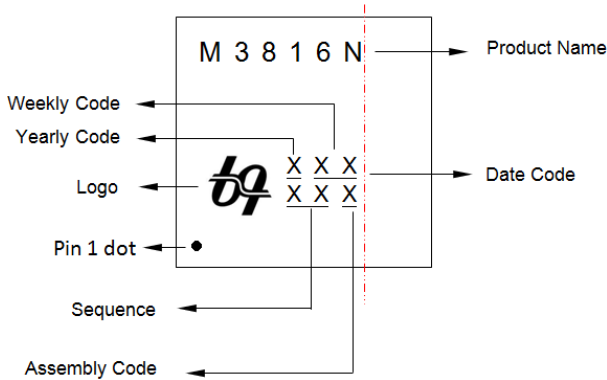 M 3 8 1 6 N
Product Name
Weekly Code
Yearly Code
X X X
Logo
X X X
Date Code
Pin 1 dot
Sequence
Assembly Code